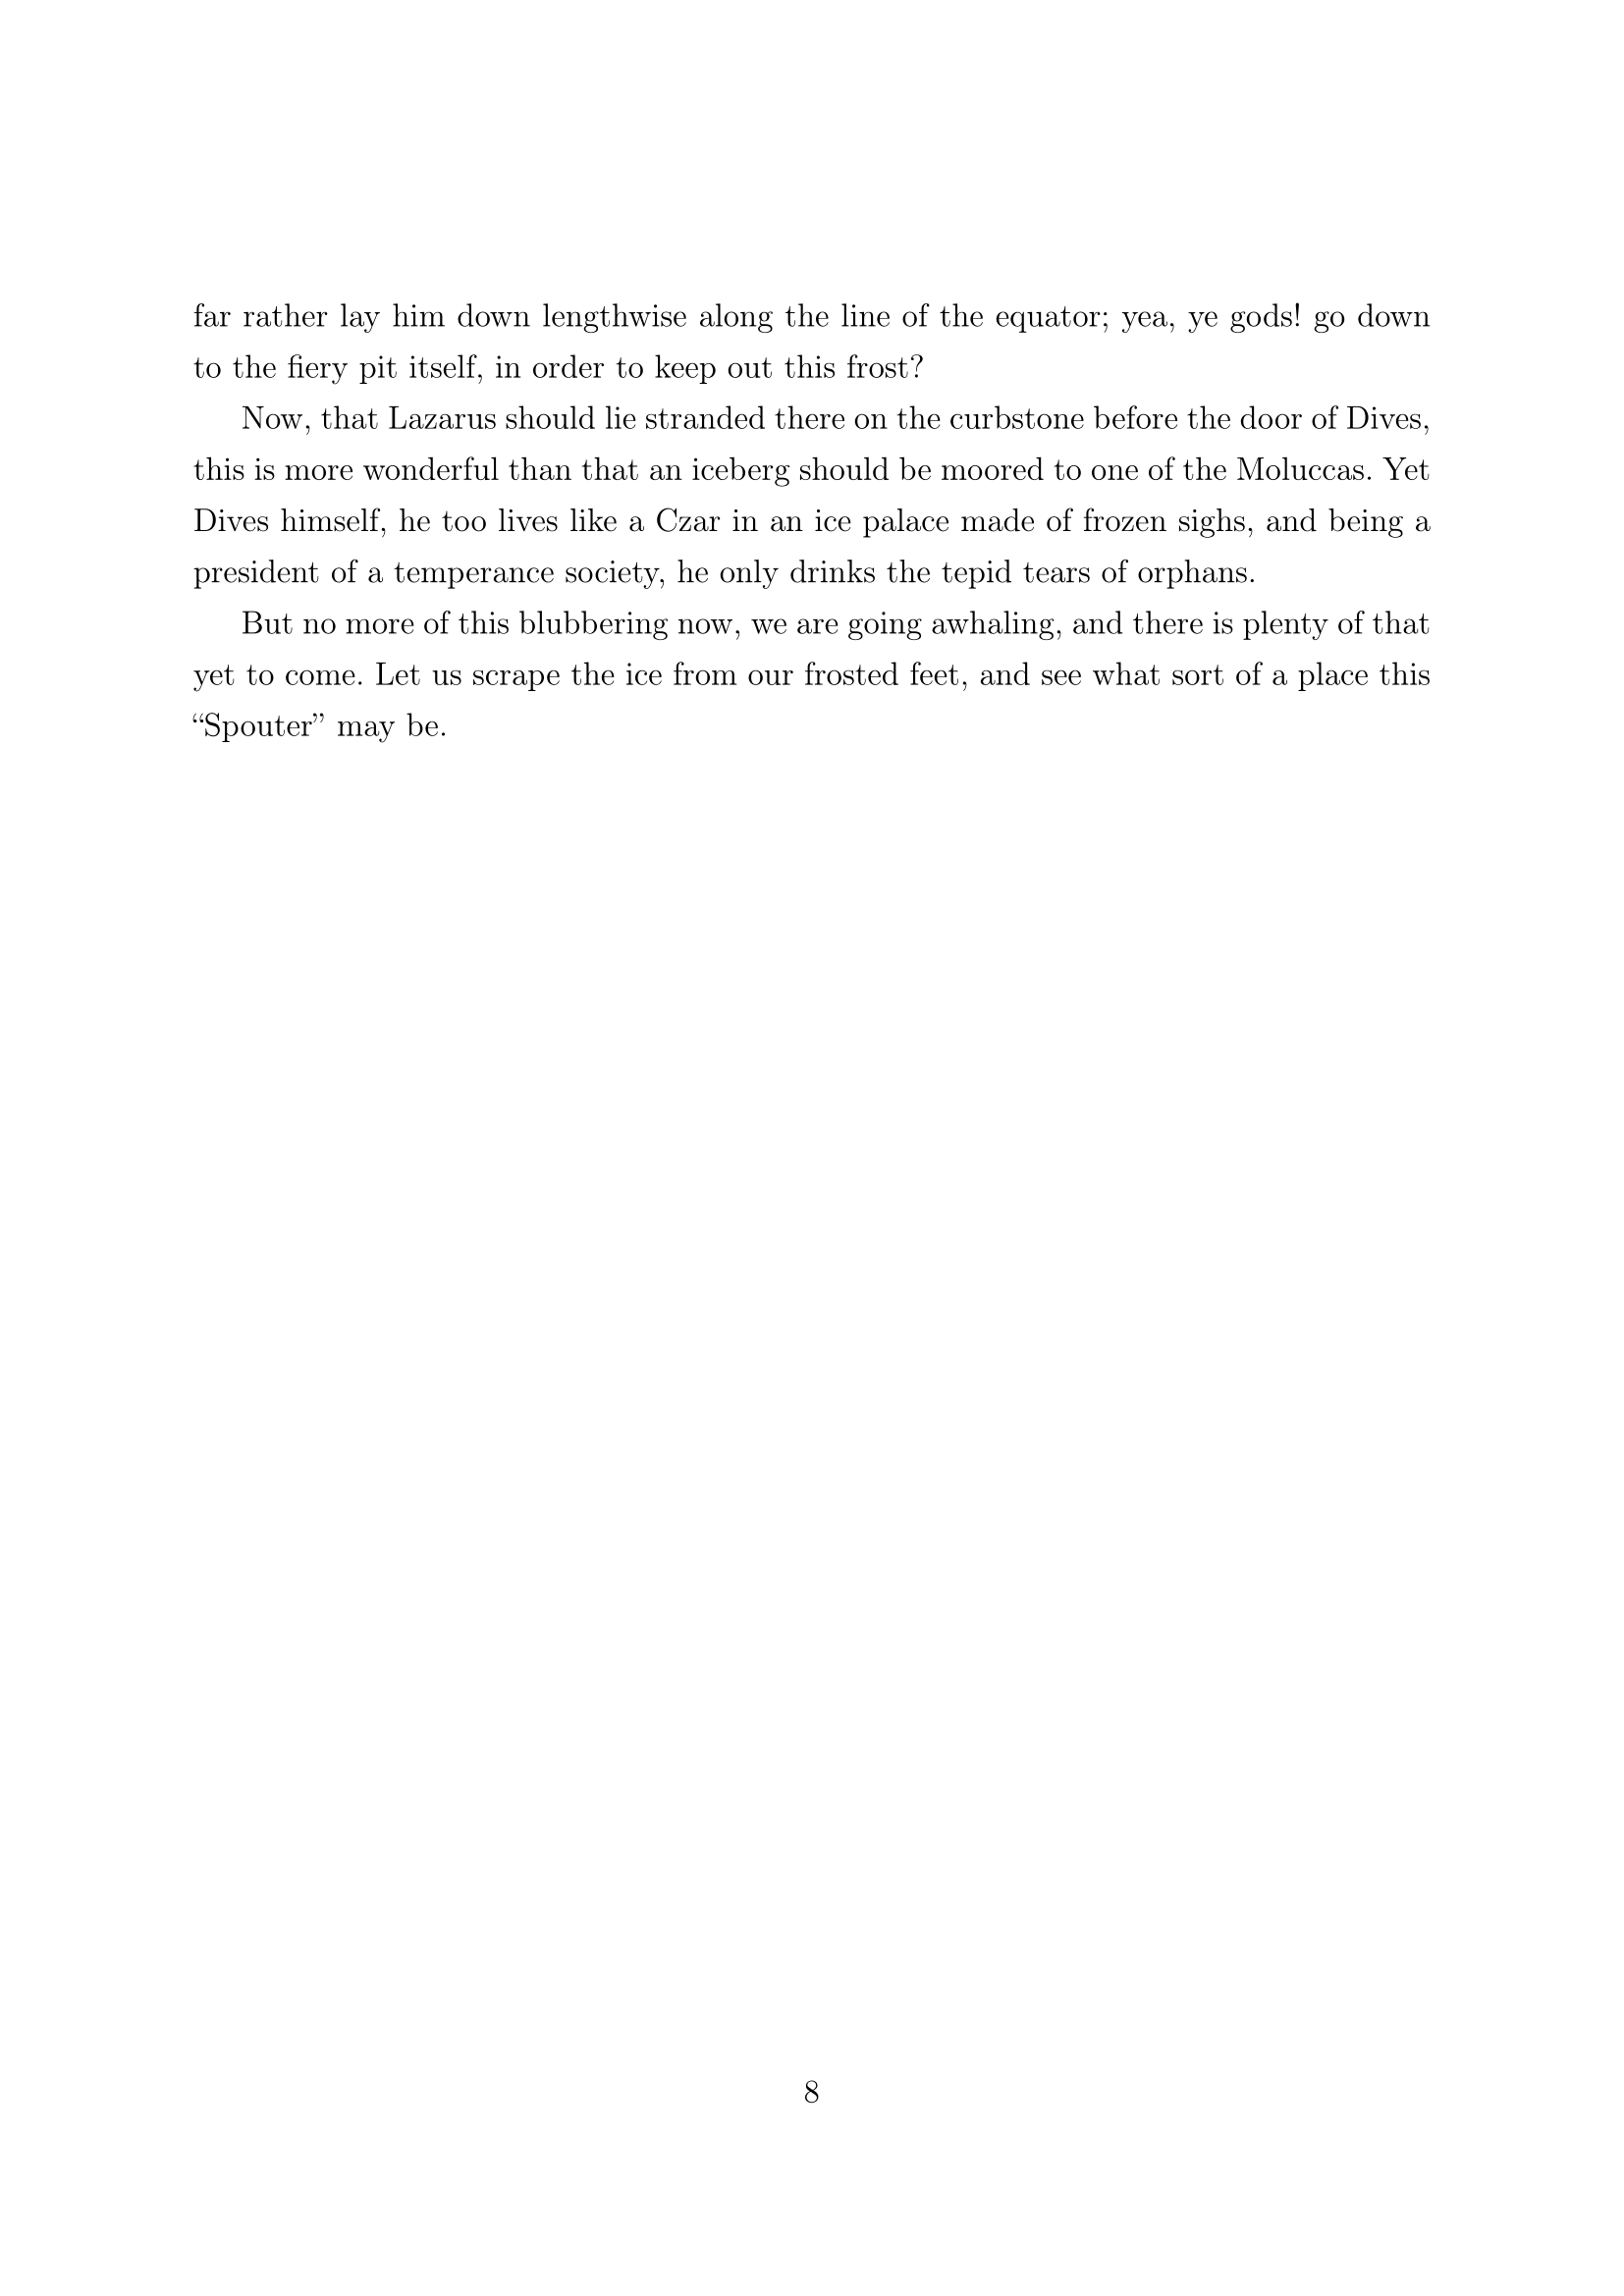 far rather lay him down lengthwise along the line of the equator; yea, ye gods! go down
to the fiery pit itself, in order to keep out this frost?
Now, that Lazarus should lie stranded there on the curbstone before the door of Dives,
this is more wonderful than that an iceberg should be moored to one of the Moluccas. Yet
Dives himself, he too lives like a Czar in an ice palace made of frozen sighs, and being a
president of a temperance society, he only drinks the tepid tears of orphans.
But no more of this blubbering now, we are going awhaling, and there is plenty of that
yet to come. Let us scrape the ice from our frosted feet, and see what sort of a place this
“Spouter” may be.
8